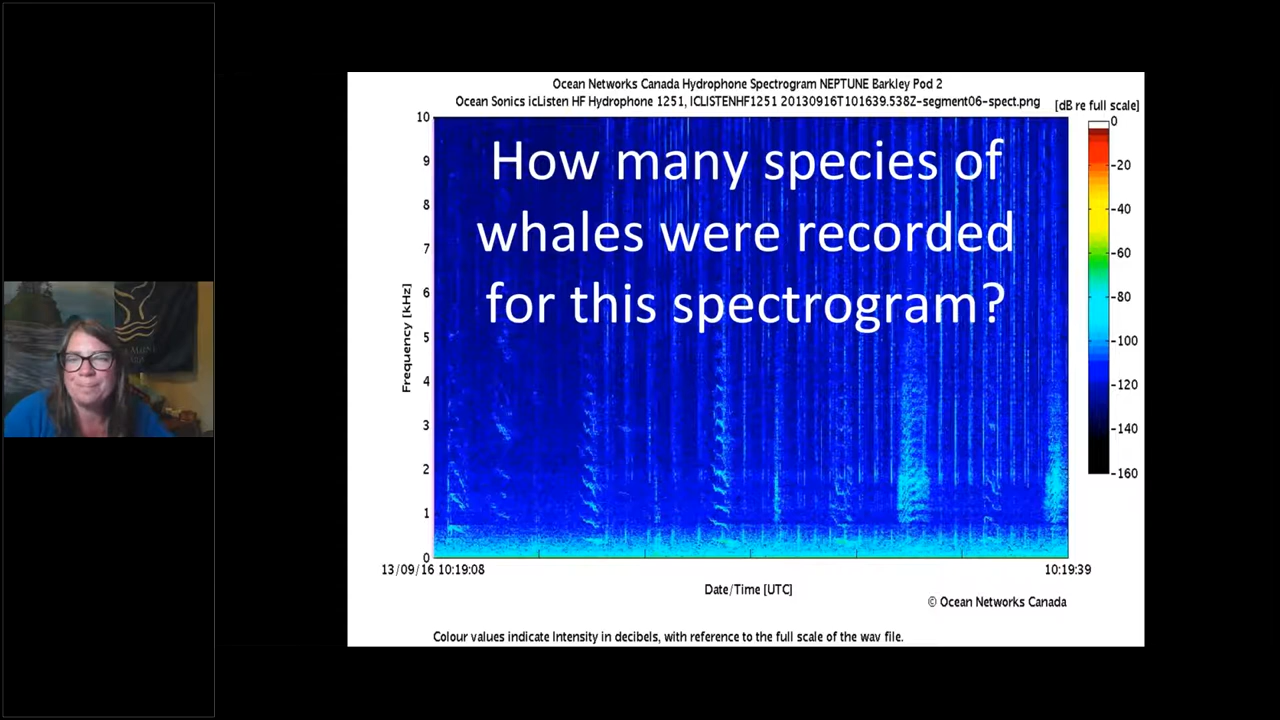 Ocean Networks Canada Hydrophone Spectrogram NEPTUNE Barkley Pod 2
Ocean Sonics icListen HF Hydrophone 1251, ICLISTENHF1251 20130916T101639.538Z-segment06-spect.png
[dB re full scale]
How many species of
whales were recorded
for this spectrogram?
10
9
8
7
6
5
4
3
2
1
0
Frequency [kHz]
0
-20
-40
-60
-80
-100
-120
-140
-160
13/09/16 10:19:08
10:19:39
Date/Time [UTC]
© Ocean Networks Canada
Colour values indicate Intensity in decibels, with reference to the full scale of the wav file.